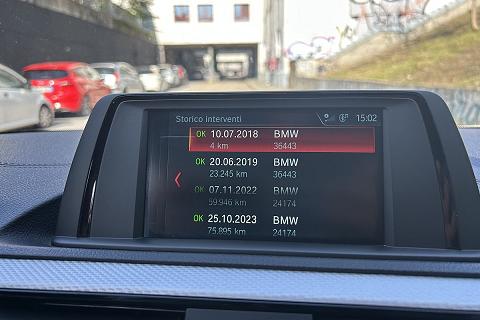 Storico interventi 15:02
OK 10.07.2018 BMW
4 km 36443
OK 20.06.2019 BMW
23.245 km 36443
OK 07.11.2022 BMW
59.946 km 24174
OK 25.10.2023 BMW
75.895 km 24174